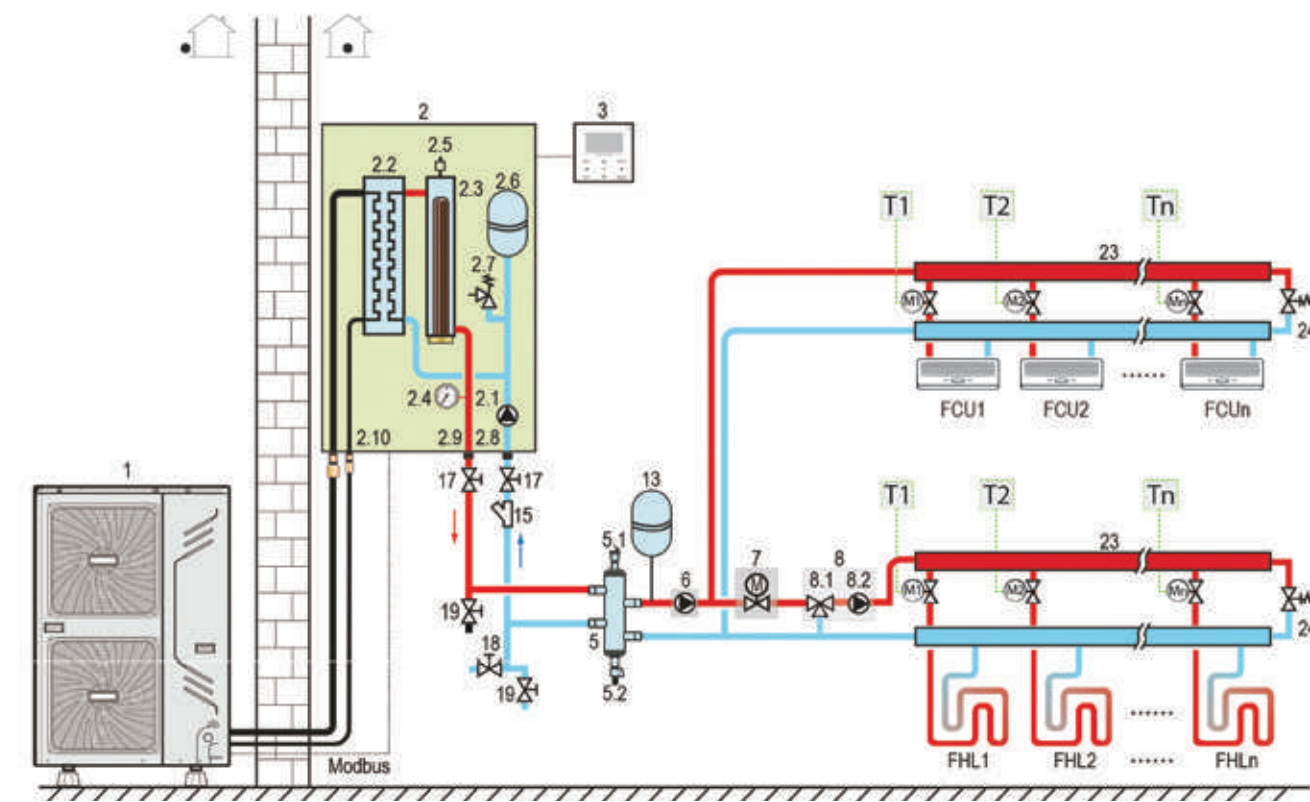 2
3
2.5
2.2
2.3
2.6
2.7
2.4
2.1
2.10
2.9
2.8
1
17
17
15
19
18
19
Modbus
13
5.1
5
5.2
6
7
M
8
8.1
8.2
T1
T2
Tn
23
M1
M2
Mn
24
FCU1
FCU2
......
FCUn
T1
T2
Tn
23
M1
M2
Mn
24
......
FHL1
FHL2
......
FHLn